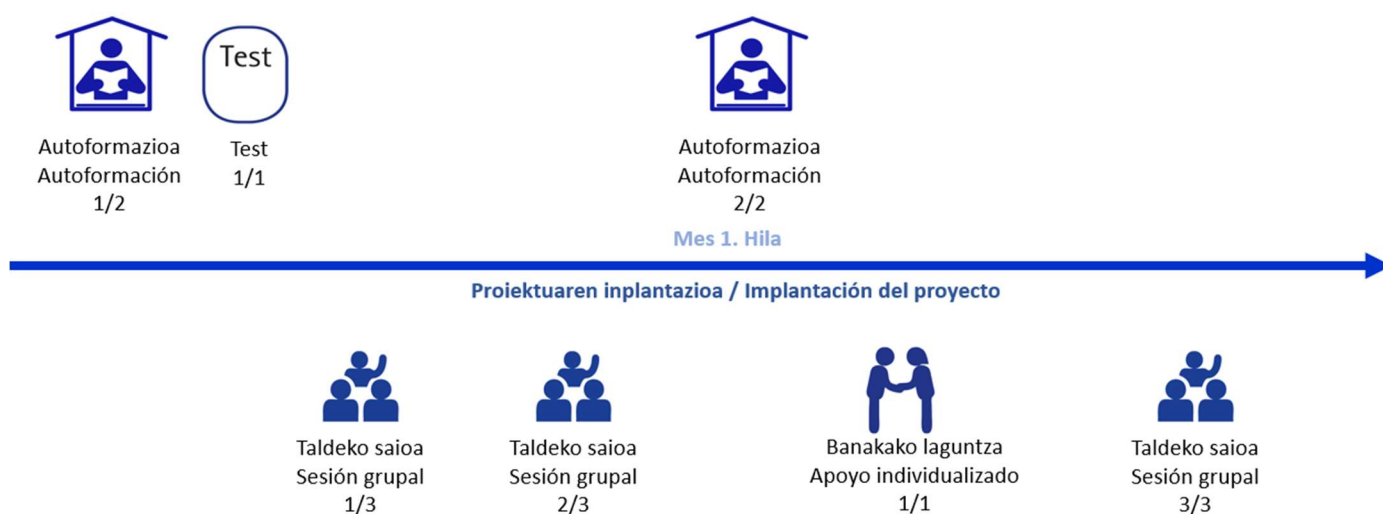 Test
Autoformazioa
Autoformación
1/2
Test
1/1
Autoformazioa
Autoformación
2/2
Mes 1. Hila
Proiektuaren inplantazioa / Implantación del proyecto
Taldeko saioa
Sesión grupal
1/3
Taldeko saioa
Sesión grupal
2/3
Banakako laguntza
Apoyo individualizado
1/1
Taldeko saioa
Sesión grupal
3/3